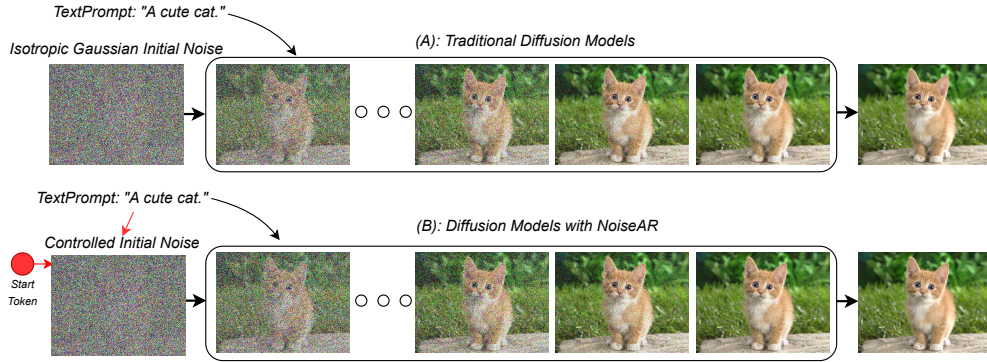 TextPrompt: "A cute cat."
Isotropic Gaussian Initial Noise
(A): Traditional Diffusion Models
TextPrompt: "A cute cat."
Controlled Initial Noise
(B): Diffusion Models with NoiseAR
Start
Token